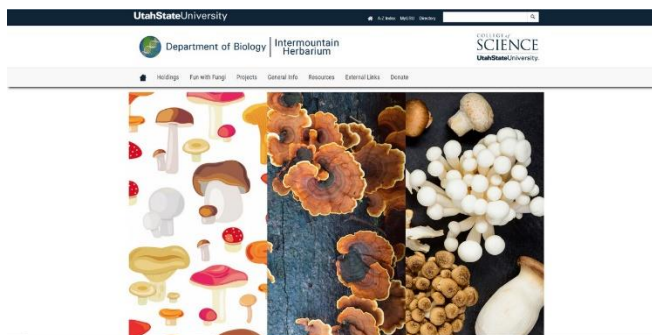 UtahStateUniversity
A-Z Index MyUSU Directory
Department of Biology
Intermountain
Herbarium
COLLEGE of
SCIENCE
UtahStateUniversity
Holdings Fun with Fungi Projects General Info Resources External Links Donate